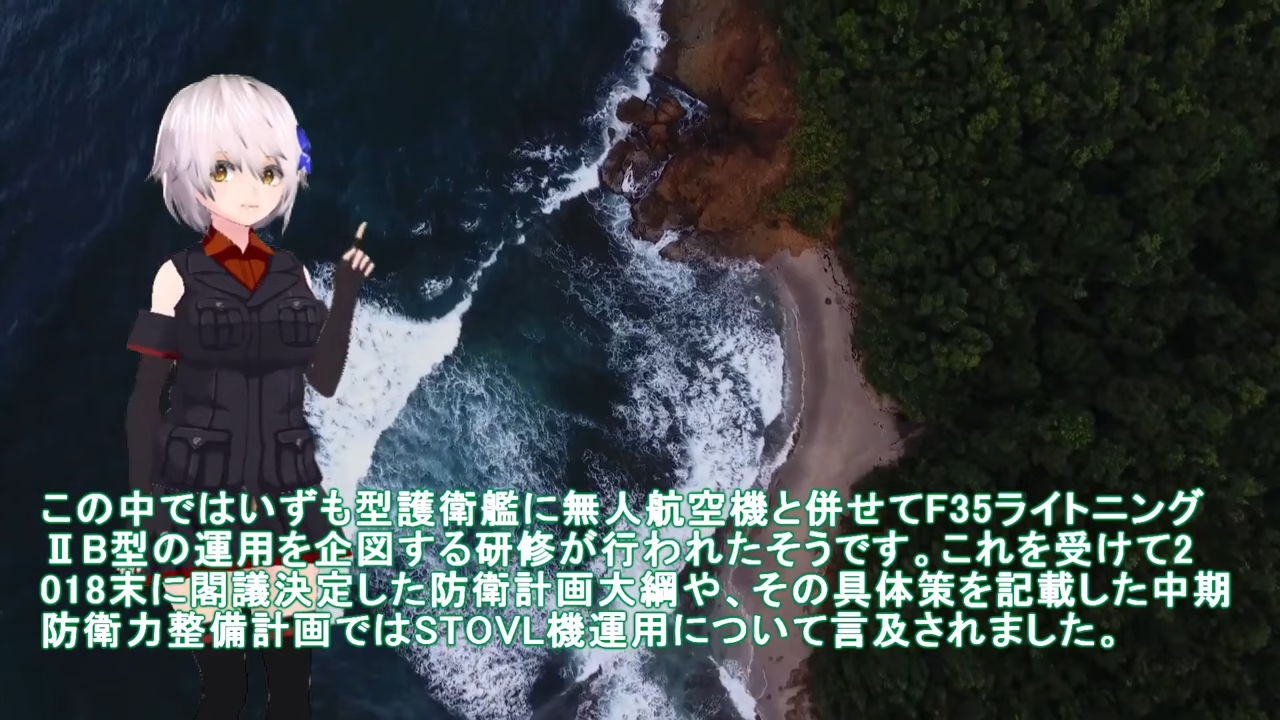 この中ではいずも型護衛艦に無人航空機と併せてF35ライトニング
ⅡB型の運用を企図する研修が行われたそうです。これを受けて2
018末に閣議決定した防衛計画大綱や、その具体策を記載した中期
防衛力整備計画ではSTOVL機運用について言及されました。